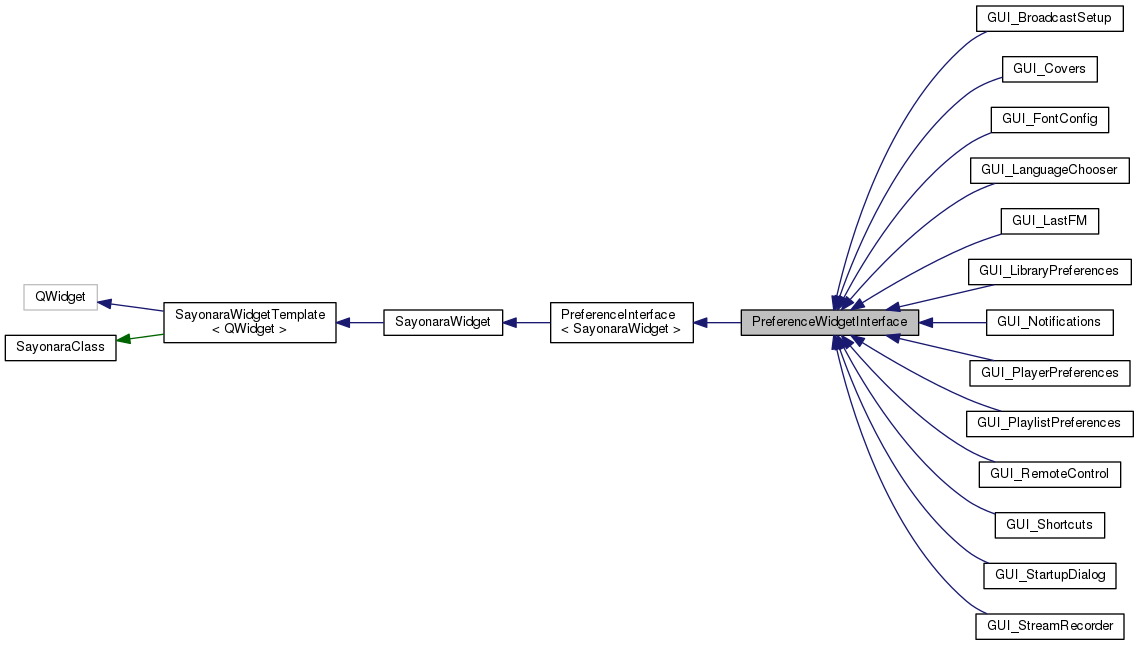 GUI_BroadcastSetup
GUI_Covers
GUI_FontConfig
GUI_LanguageChooser
GUI_LastFM
GUI_LibraryPreferences
QWidget
SayonaraWidgetTemplate
< QWidget >
SayonaraWidget
PreferenceInterface
< SayonaraWidget >
PreferenceWidgetInterface
GUI_Notifications
SayonaraClass
GUI_PlayerPreferences
GUI_PlaylistPreferences
GUI_RemoteControl
GUI_Shortcuts
GUI_StartupDialog
GUI_StreamRecorder